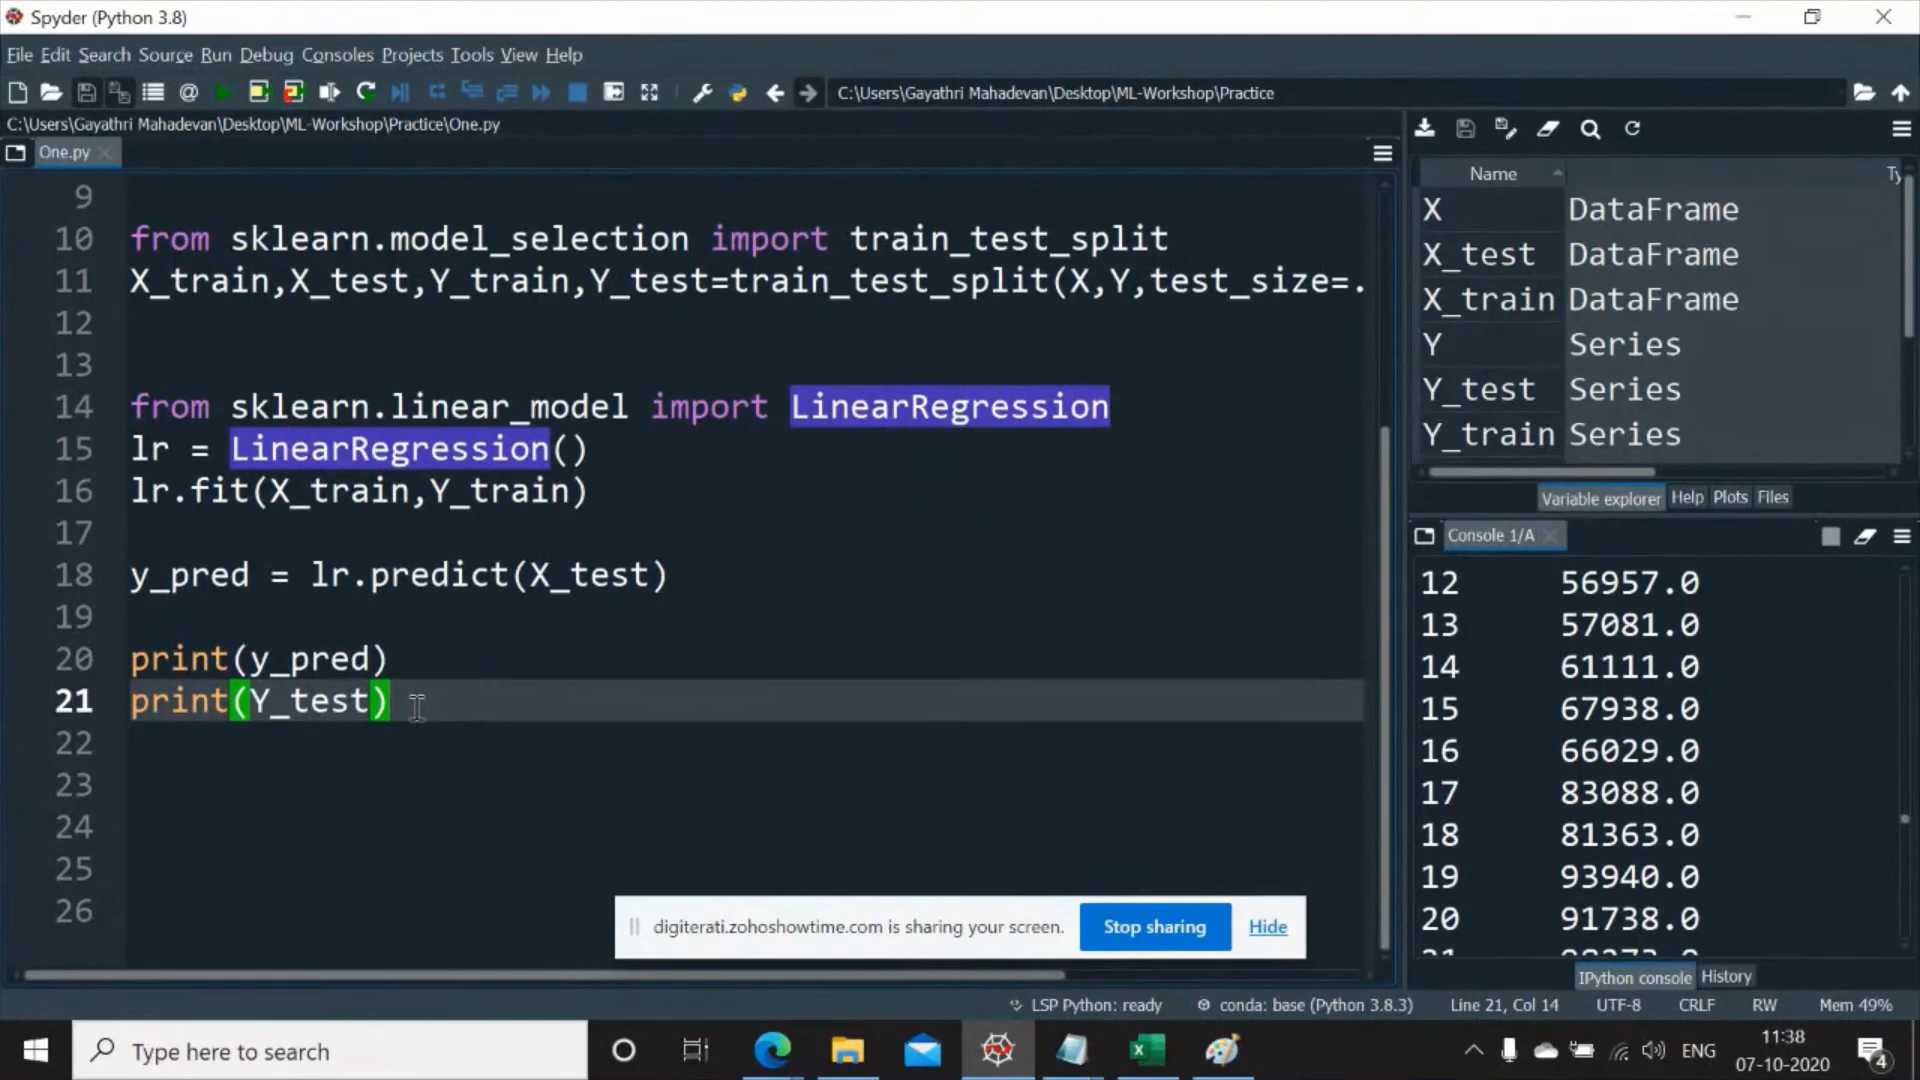 Spyder (Python 3.8)
File Edit Search Source Run Debug Consoles Projects Tools View Help
C:\Users\Gayathri Mahadevan\Desktop\ML-Workshop\Practice
C:\Users\Gayathri Mahadevan\Desktop\ML-Workshop\Practice\One.py
One.py
9
10 from sklearn.model_selection import train_test_split
11 X_train,X_test,Y_train,Y_test=train_test_split(X,Y,test_size=.
12
13
14 from sklearn.linear_model import LinearRegression
15 lr = LinearRegression()
16 lr.fit(X_train,Y_train)
17
18 y_pred = lr.predict(X_test)
19
20 print(y_pred)
21 print(Y_test)
22
23
24
25
26
Name Ty
X DataFrame
X_test DataFrame
X_train DataFrame
Y Series
Y_test Series
Y_train Series
Variable explorer Help Plots Files
Console 1/A
12 56957.0
13 57081.0
14 61111.0
15 67938.0
16 66029.0
17 83088.0
18 81363.0
19 93940.0
20 91738.0
IPython console History
digiterati.zohoshowtime.com is sharing your screen. Stop sharing Hide
LSP Python: ready conda: base (Python 3.8.3) Line 21, Col 14 UTF-8 CRLF RW Mem 49%
Type here to search
ENG
11:38
07-10-2020
4